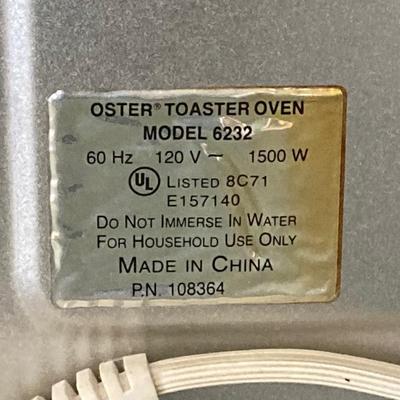 OSTER® TOASTER OVEN
MODEL 6232
60 Hz 120 V ~ 1500 W
UL LISTED 8C71
E157140
DO NOT IMMERSE IN WATER
FOR HOUSEHOLD USE ONLY
MADE IN CHINA
P.N. 108364